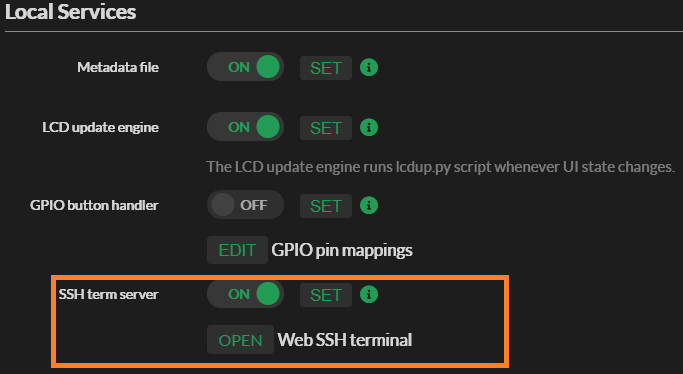 Local Services
Metadata file ON SET i
LCD update engine ON SET i
The LCD update engine runs lcdup.py script whenever UI state changes.
GPIO button handler OFF SET i
EDIT GPIO pin mappings
SSH term server ON SET i
OPEN Web SSH terminal